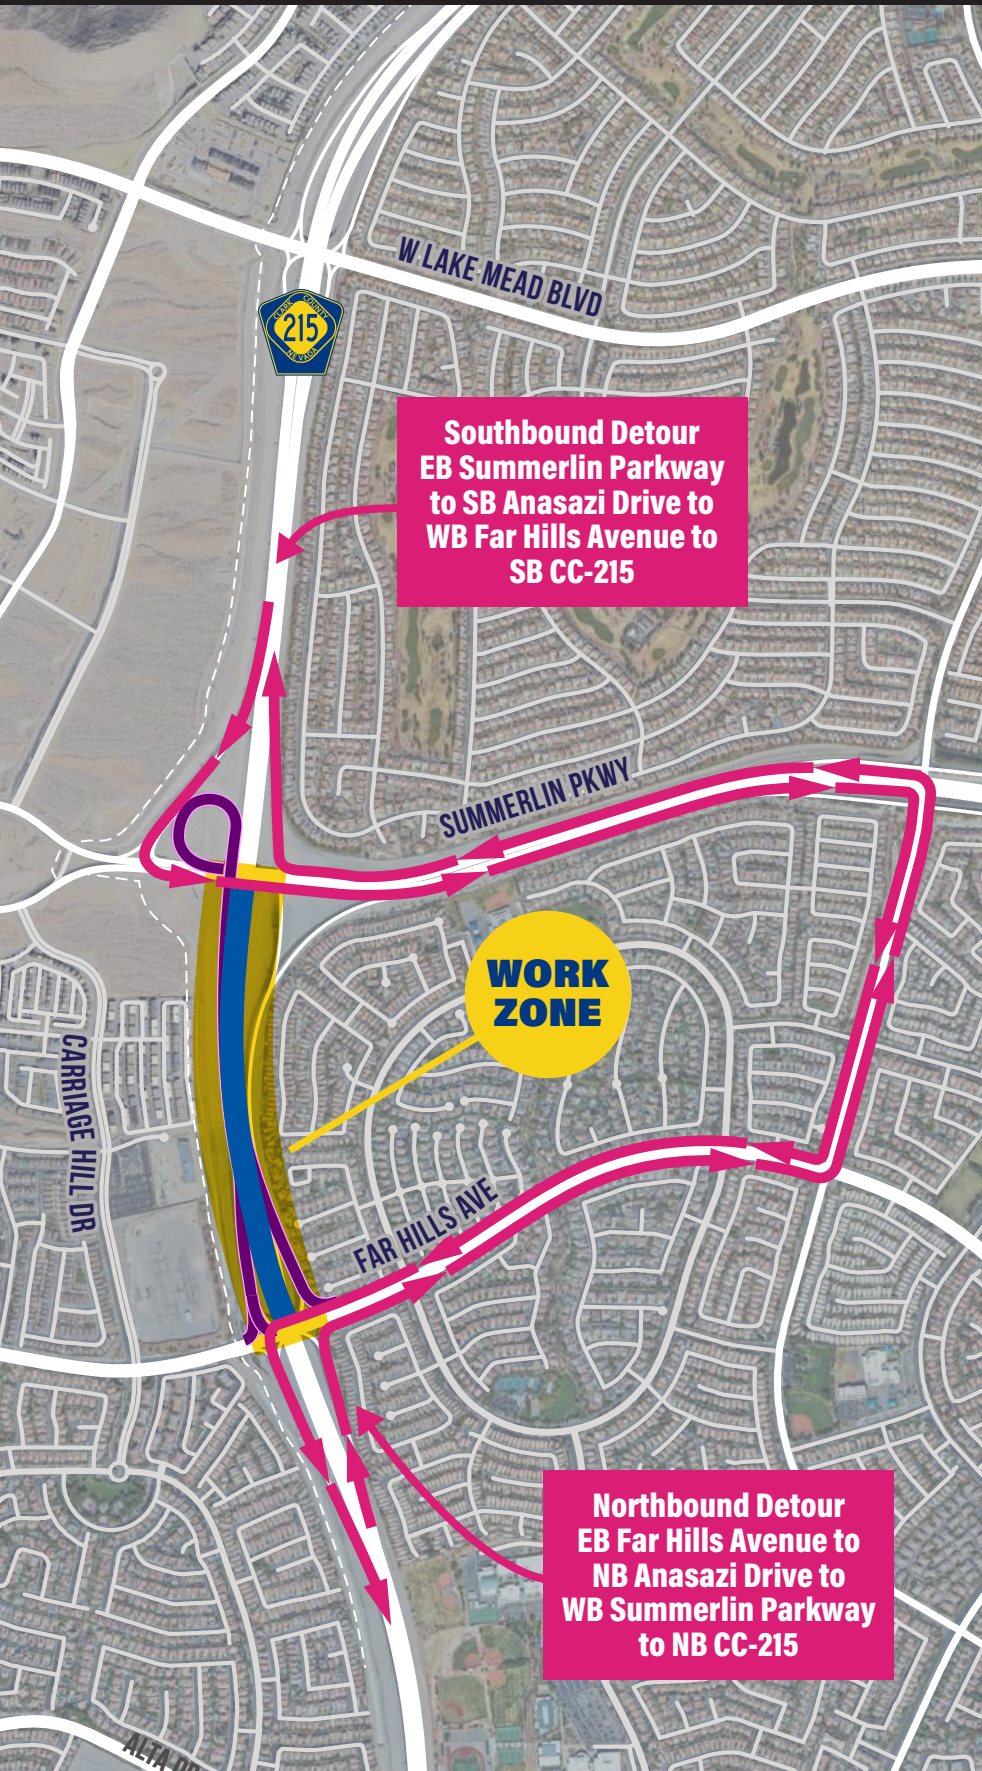 W LAKE MEAD BLVD
CLARK COUNTY
215
NEVADA
Southbound Detour
EB Summerlin Parkway
to SB Anasazi Drive to
WB Far Hills Avenue to
SB CC-215
SUMMERLIN PKWY
WORK
ZONE
CARRIAGE HILL DR
FAR HILLS AVE
Northbound Detour
EB Far Hills Avenue to
NB Anasazi Drive to
WB Summerlin Parkway
to NB CC-215
ALTA DR